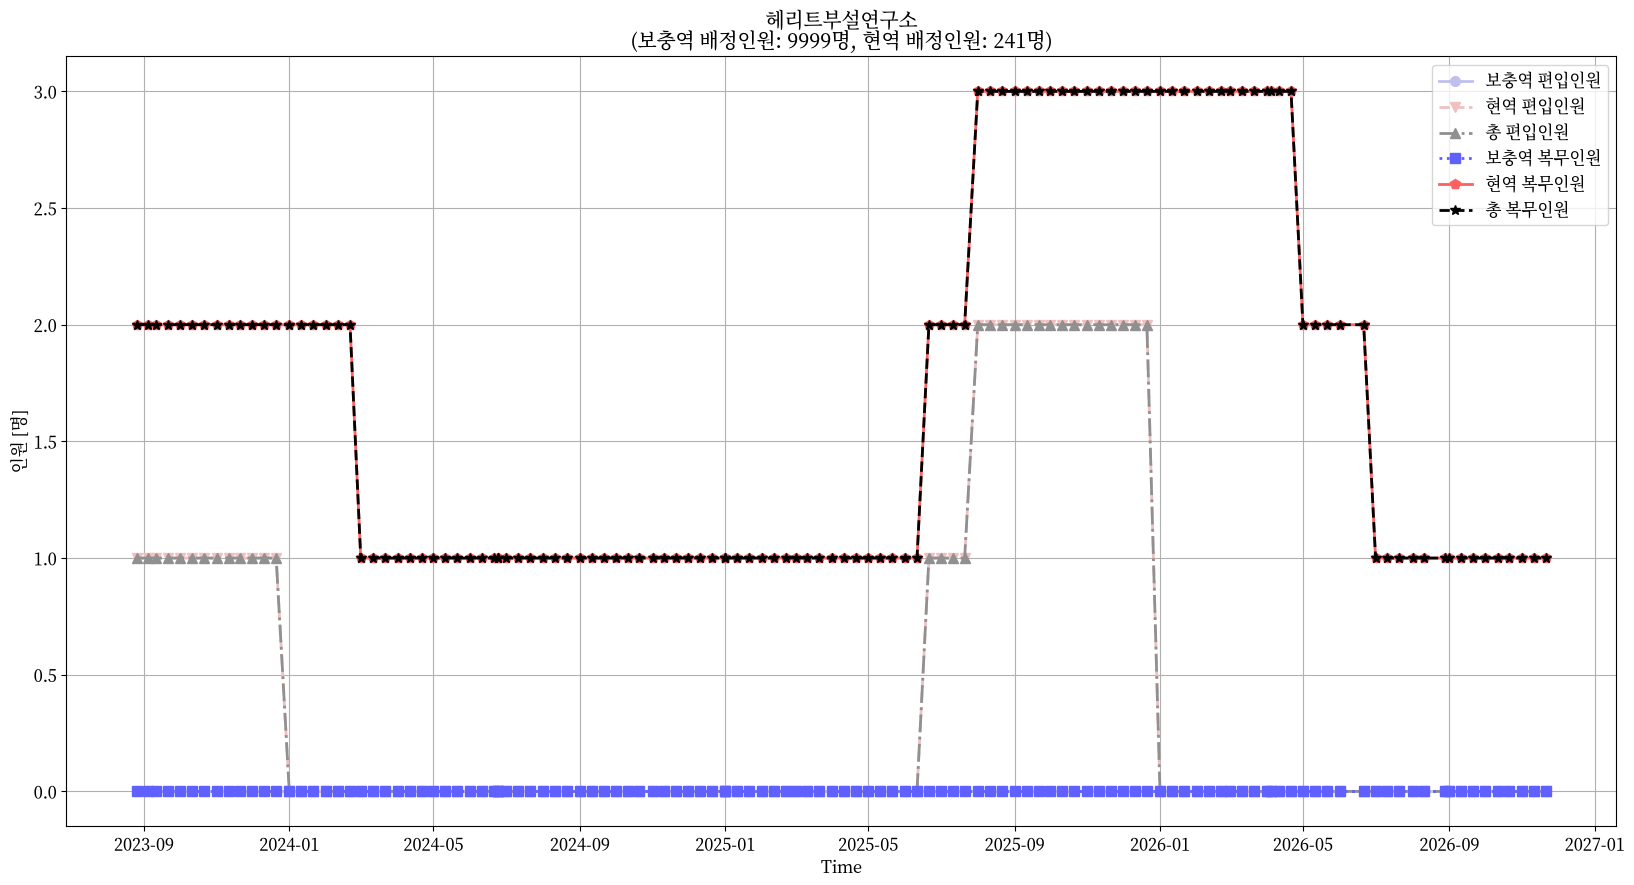 헤리트부설연구소
(보충역 배정인원: 9999명, 현역 배정인원: 241명)
보충역 편입인원
현역 편입인원
총 편입인원
보충역 복무인원
현역 복무인원
총 복무인원
인원 [명]
3.0
2.5
2.0
1.5
1.0
0.5
0.0
2023-09
2024-01
2024-05
2024-09
2025-01
2025-05
2025-09
2026-01
2026-05
2026-09
2027-01
Time